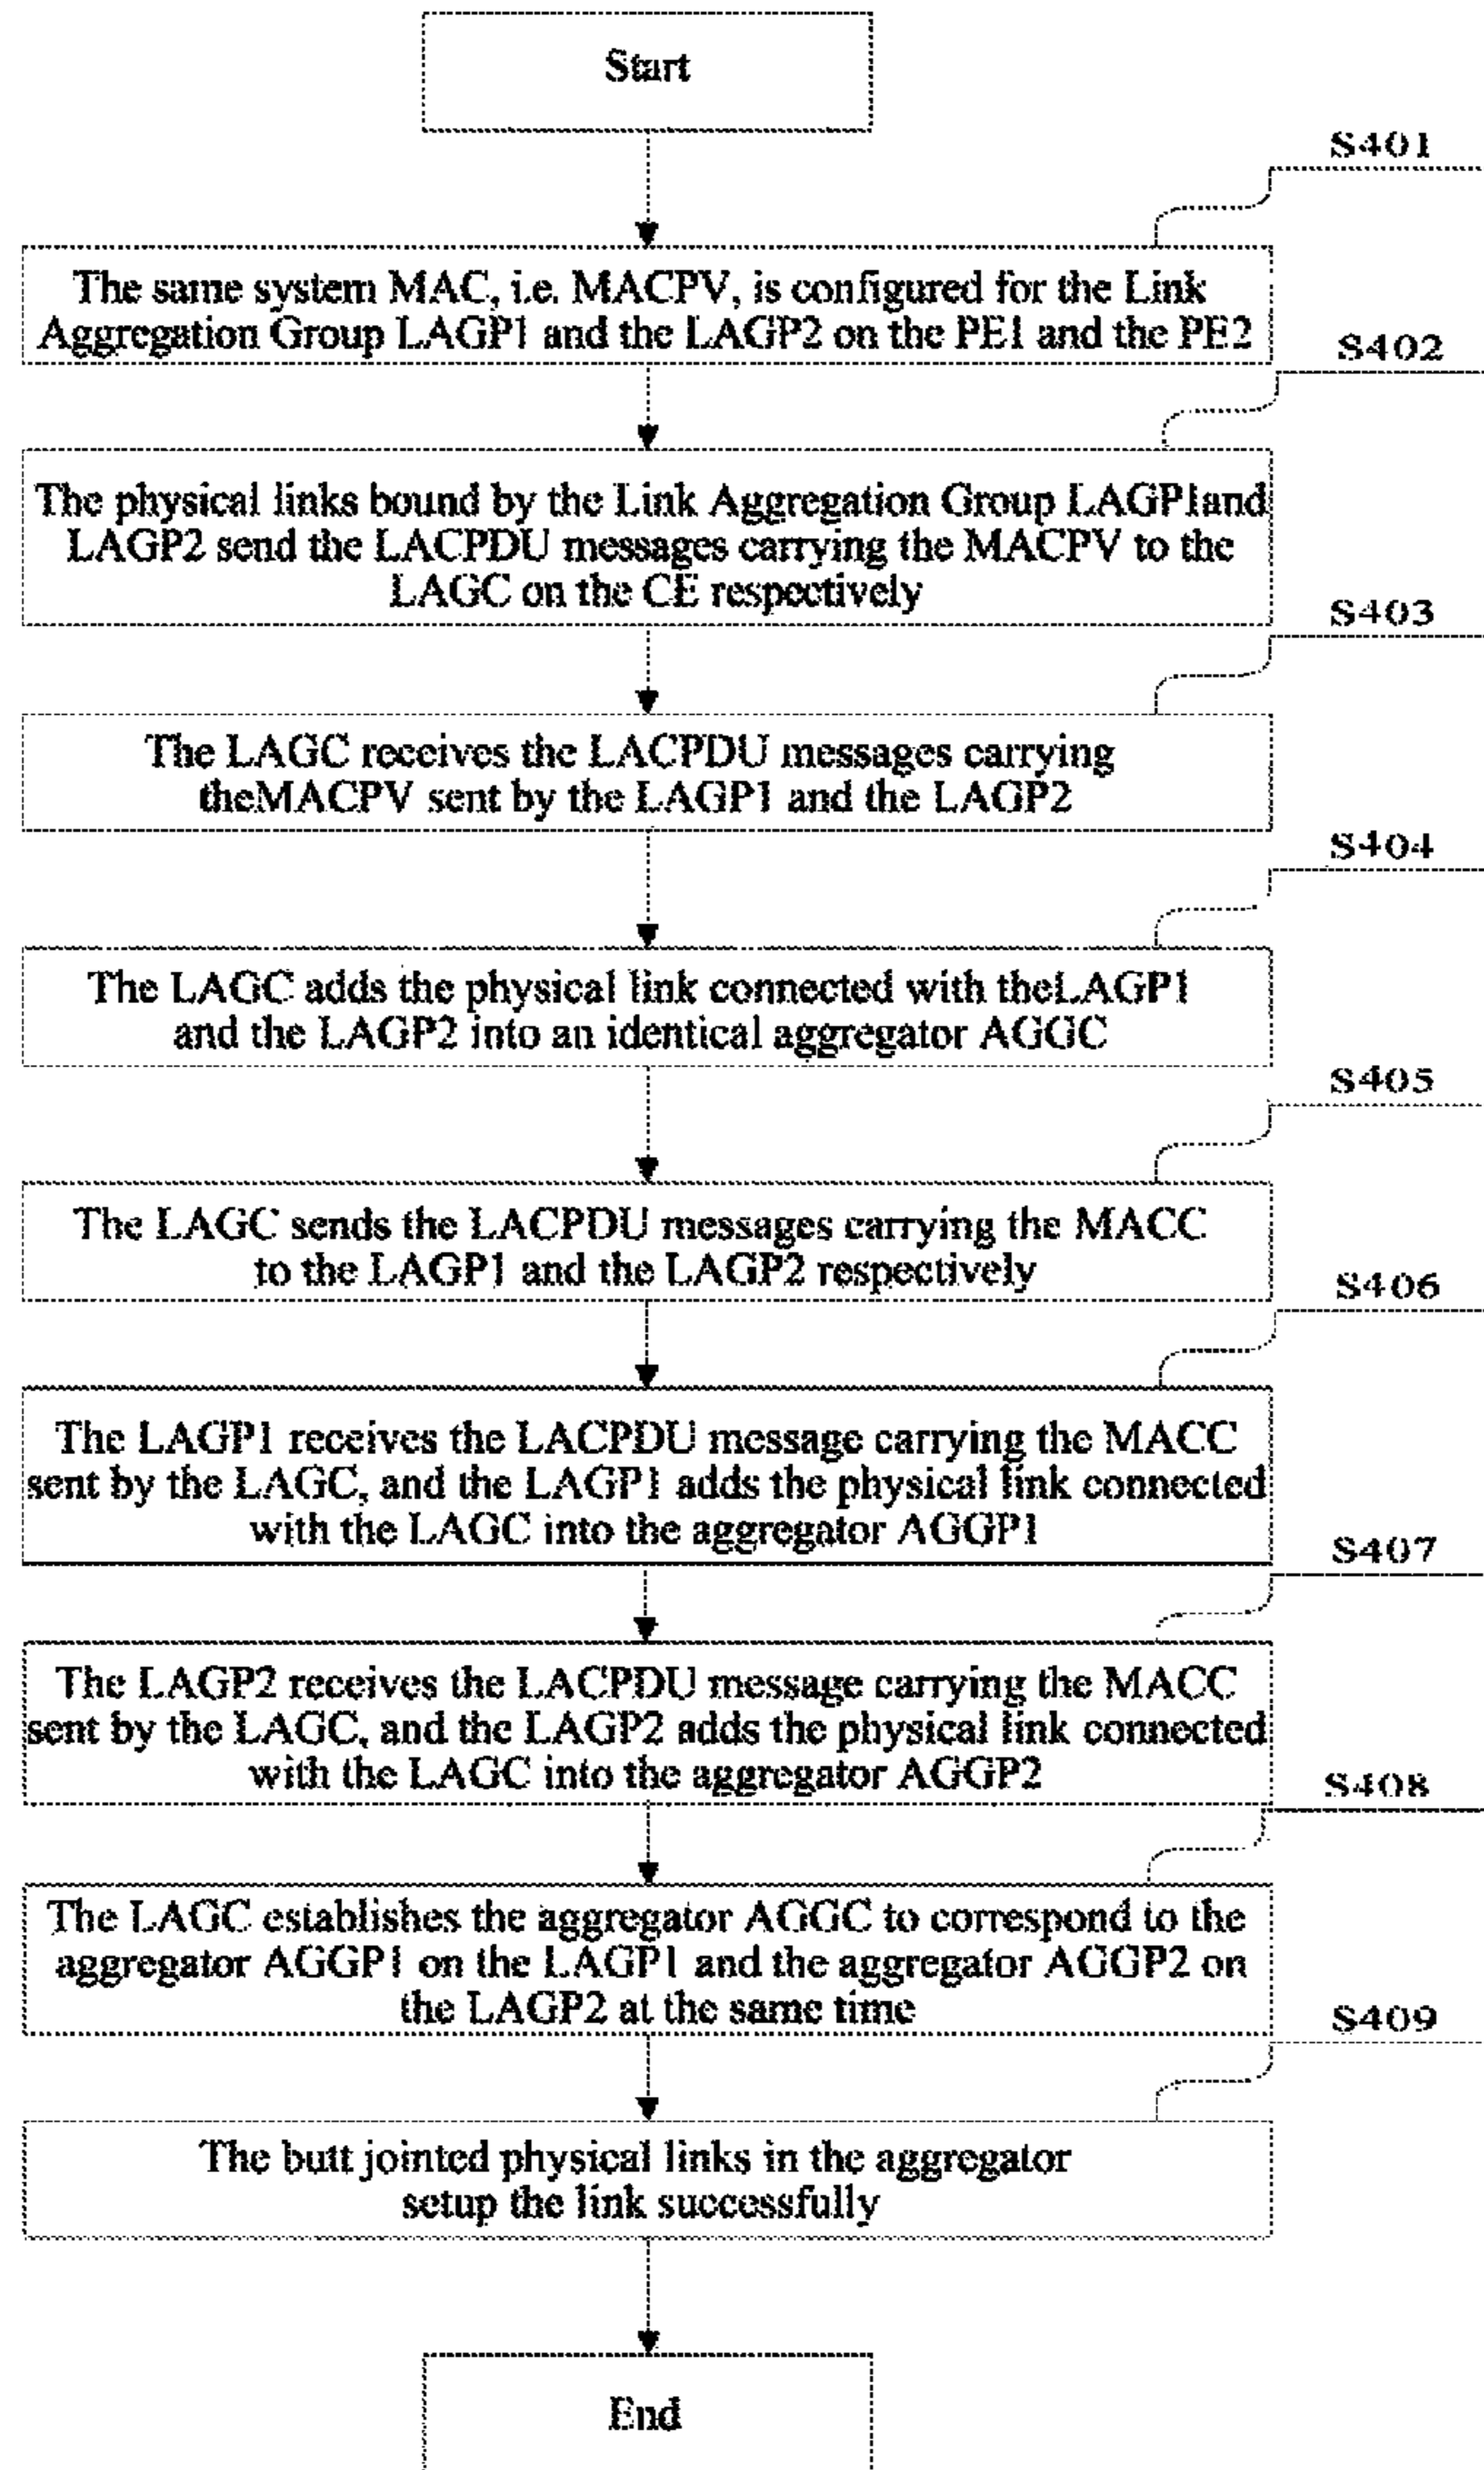 Start
S401
The same system MAC, i.e. MACPV, is configured for the Link
Aggregation Group LAGP1 and the LAGP2 on the PE1 and the PE2
S402
The physical links bound by the Link Aggregation Group LAGP1and
LAGP2 send the LACPDU messages carrying the MACPV to the
LAGC on the CE respectively
S403
The LAGC receives the LACPDU messages carrying
theMACPV sent by the LAGP1 and the LAGP2
S404
The LAGC adds the physical link connected with theLAGP1
and the LAGP2 into an identical aggregator AGGC
S405
The LAGC sends the LACPDU messages carrying the MACC
to the LAGP1 and the LAGP2 respectively
S406
The LAGP1 receives the LACPDU message carrying the MACC
sent by the LAGC, and the LAGP1 adds the physical link connected
with the LAGC into the aggregator AGGP1
S407
The LAGP2 receives the LACPDU message carrying the MACC
sent by the LAGC, and the LAGP2 adds the physical link connected
with the LAGC into the aggregator AGGP2
S408
The LAGC establishes the aggregator AGGC to correspond to the
aggregator AGGP1 on the LAGP1 and the aggregator AGGP2 on
the LAGP2 at the same time
S409
The butt jointed physical links in the aggregator
setup the link successfully
End